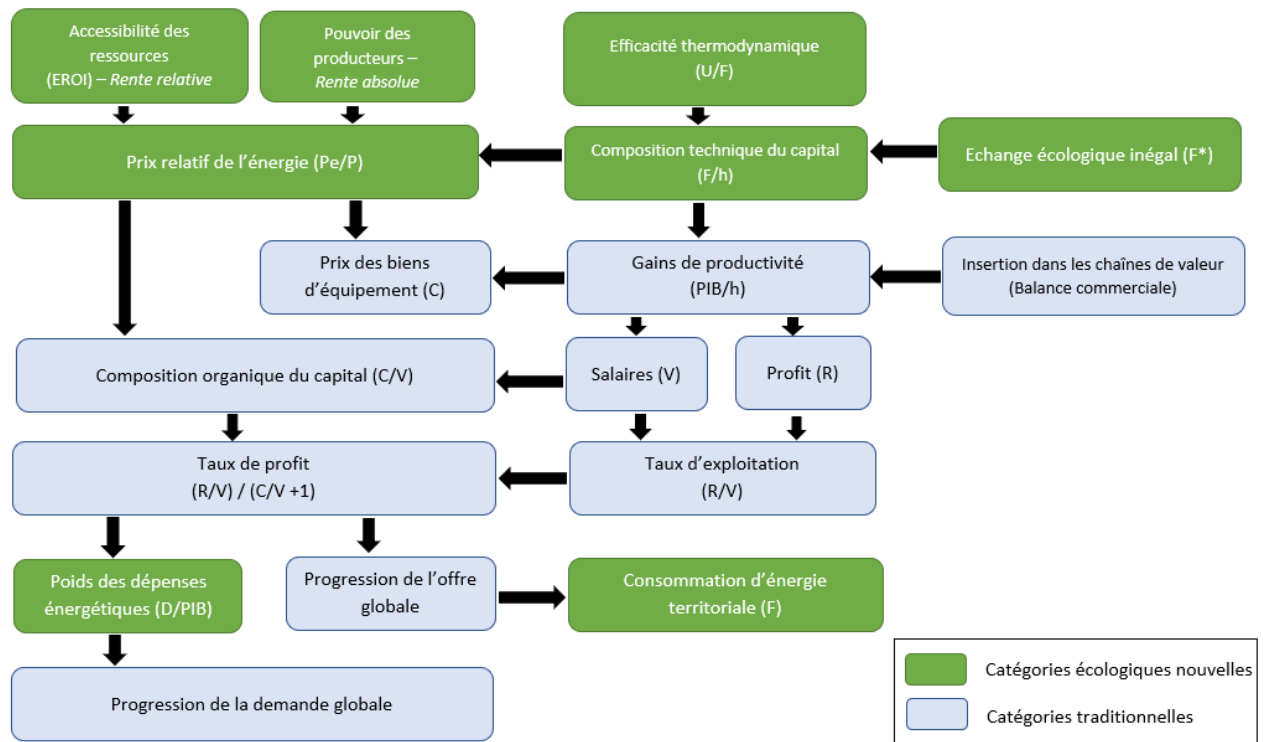 Accessibilité des
ressources
(EROI) – Rente relative
Pouvoir des
producteurs –
Rente absolue
Efficacité thermodynamique
(U/F)
Prix relatif de l'énergie (Pe/P)
Composition technique du capital
(F/h)
Echange écologique inégal (F*)
Prix des biens
d'équipement (C)
Gains de productivité
(PIB/h)
Insertion dans les chaînes de valeur
(Balance commerciale)
Composition organique du capital (C/V)
Salaires (V)
Profit (R)
Taux de profit
(R/V) / (C/V +1)
Taux d'exploitation
(R/V)
Poids des dépenses
énergétiques (D/PIB)
Progression de l'offre
globale
Consommation d'énergie
territoriale (F)
Progression de la demande globale
Catégories écologiques nouvelles
Catégories traditionnelles